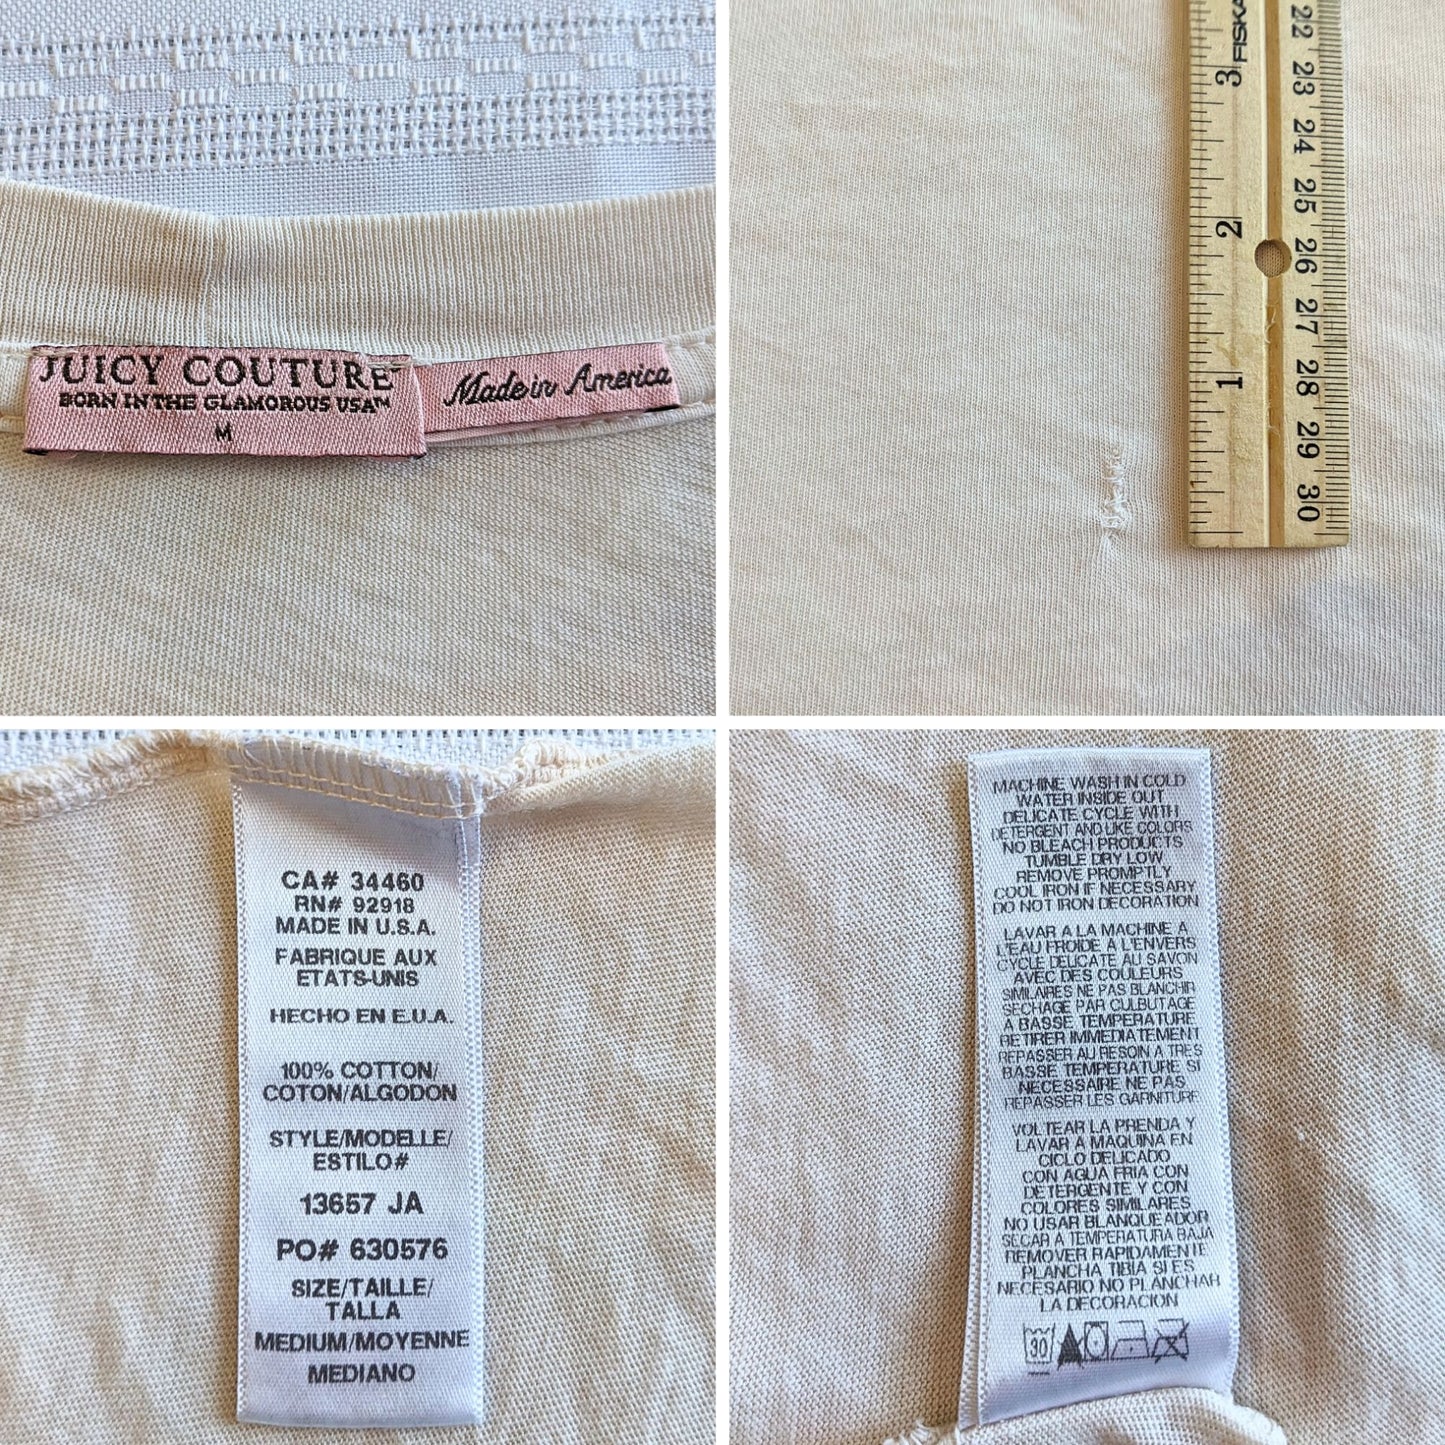 JUICY COUTURE®
BORN IN THE GLAMOROUS USA™
M
Made in America
FISKA
3
2
1
22
23
24
25
26
27
28
29
30
CA# 34460
RN# 92918
MADE IN U.S.A.
FABRIQUE AUX
ETATS-UNIS
HECHO EN E.U.A.
100% COTTON/
COTON/ALGODON
STYLE/MODELLE/
ESTILO#
13657 JA
PO# 630576
SIZE/TAILLE/
TALLA
MEDIUM/MOYENNE
MEDIANO
MACHINE WASH IN COLD
WATER INSIDE OUT
DELICATE CYCLE WITH
DETERGENT AND LIKE COLORS
NO BLEACH PRODUCTS
TUMBLE DRY LOW
REMOVE PROMPTLY
COOL IRON IF NECESSARY
DO NOT IRON DECORATION
LAVAR A LA MACHINE A
L'EAU FROIDE A L'ENVERS
CYCLE DELICATE AU SAVON
AVEC DES COULEURS
SIMILARES NE PAS BLANCHIR
SECHAGE PAR CULBUTAGE
A BASSE TEMPERATURE
RETIRER IMMEDIATEMENT
REPASSER AU RESOIN A TRES
BASSE TEMPERATURE SI
NECESSAIRE NE PAS
REPASSER LES GARNITURE
VOLTEAR LA PRENDA Y
LAVAR A MAQUINA EN
CICLO DELICADO
CON AGUA FRIA CON
DETERGENTE Y CON
COLORES SIMILARES
NO USAR BLANQUEADOR
SECAR A TEMPERATURA BAJA
REMOVER RAPIDAMENTE
PLANCHA TIBIA SI ES
NECESARIO NO PLANCHAR
LA DECORACION
30